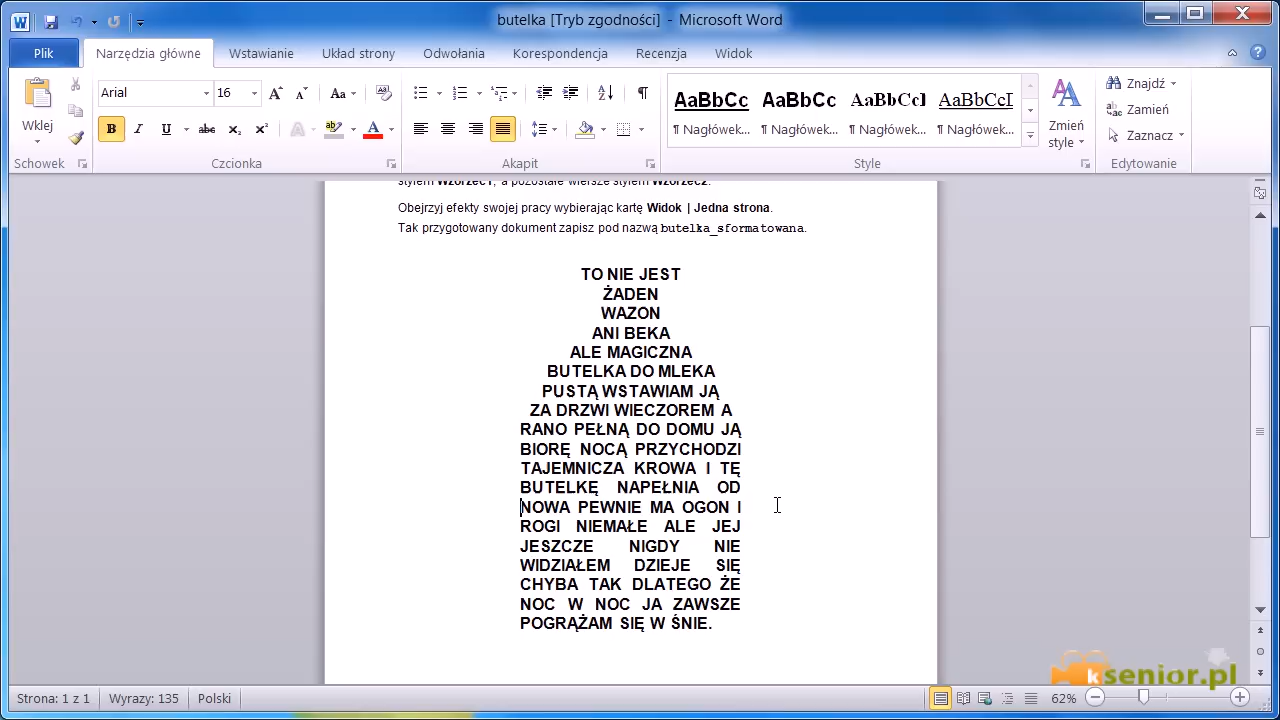 butelka [Tryb zgodności] - Microsoft Word
Plik Narzędzia główne Wstawianie Układ strony Odwołania Korespondencja Recenzja Widok
Wklej
Arial 16
AaBbCc AaBbCc AaBbCcI AaBbCcI
¶ Nagłówek... ¶ Nagłówek... ¶ Nagłówek... ¶ Nagłówek...
Zmień style
Znajdź
Zamień
Zaznacz
Schowek Czcionka Akapit Style Edytowanie
stylem Wzorzec1, a pozostałe wiersze stylem Wzorzec2.
Obejrzyj efekty swojej pracy wybierając kartę Widok | Jedna strona.
Tak przygotowany dokument zapisz pod nazwą butelka_sformatowana.
TO NIE JEST
ŻADEN
WAZON
ANI BEKA
ALE MAGICZNA
BUTELKA DO MLEKA
PUSTĄ WSTAWIAM JĄ
ZA DRZWI WIECZOREM A
RANO PEŁNĄ DO DOMU JĄ
BIORĘ NOCĄ PRZYCHODZI
TAJEMNICZA KROWA I TĘ
BUTELKĘ NAPEŁNIA OD
NOWA PEWNIE MA OGON I
ROGI NIEMAŁE ALE JEJ
JESZCZE NIGDY NIE
WIDZIAŁEM DZIEJE SIĘ
CHYBA TAK DLATEGO ŻE
NOC W NOC JA ZAWSZE
POGRĄŻAM SIĘ W ŚNIE.
ksenior.pl
Strona: 1 z 1 Wyrazy: 135 Polski 62%